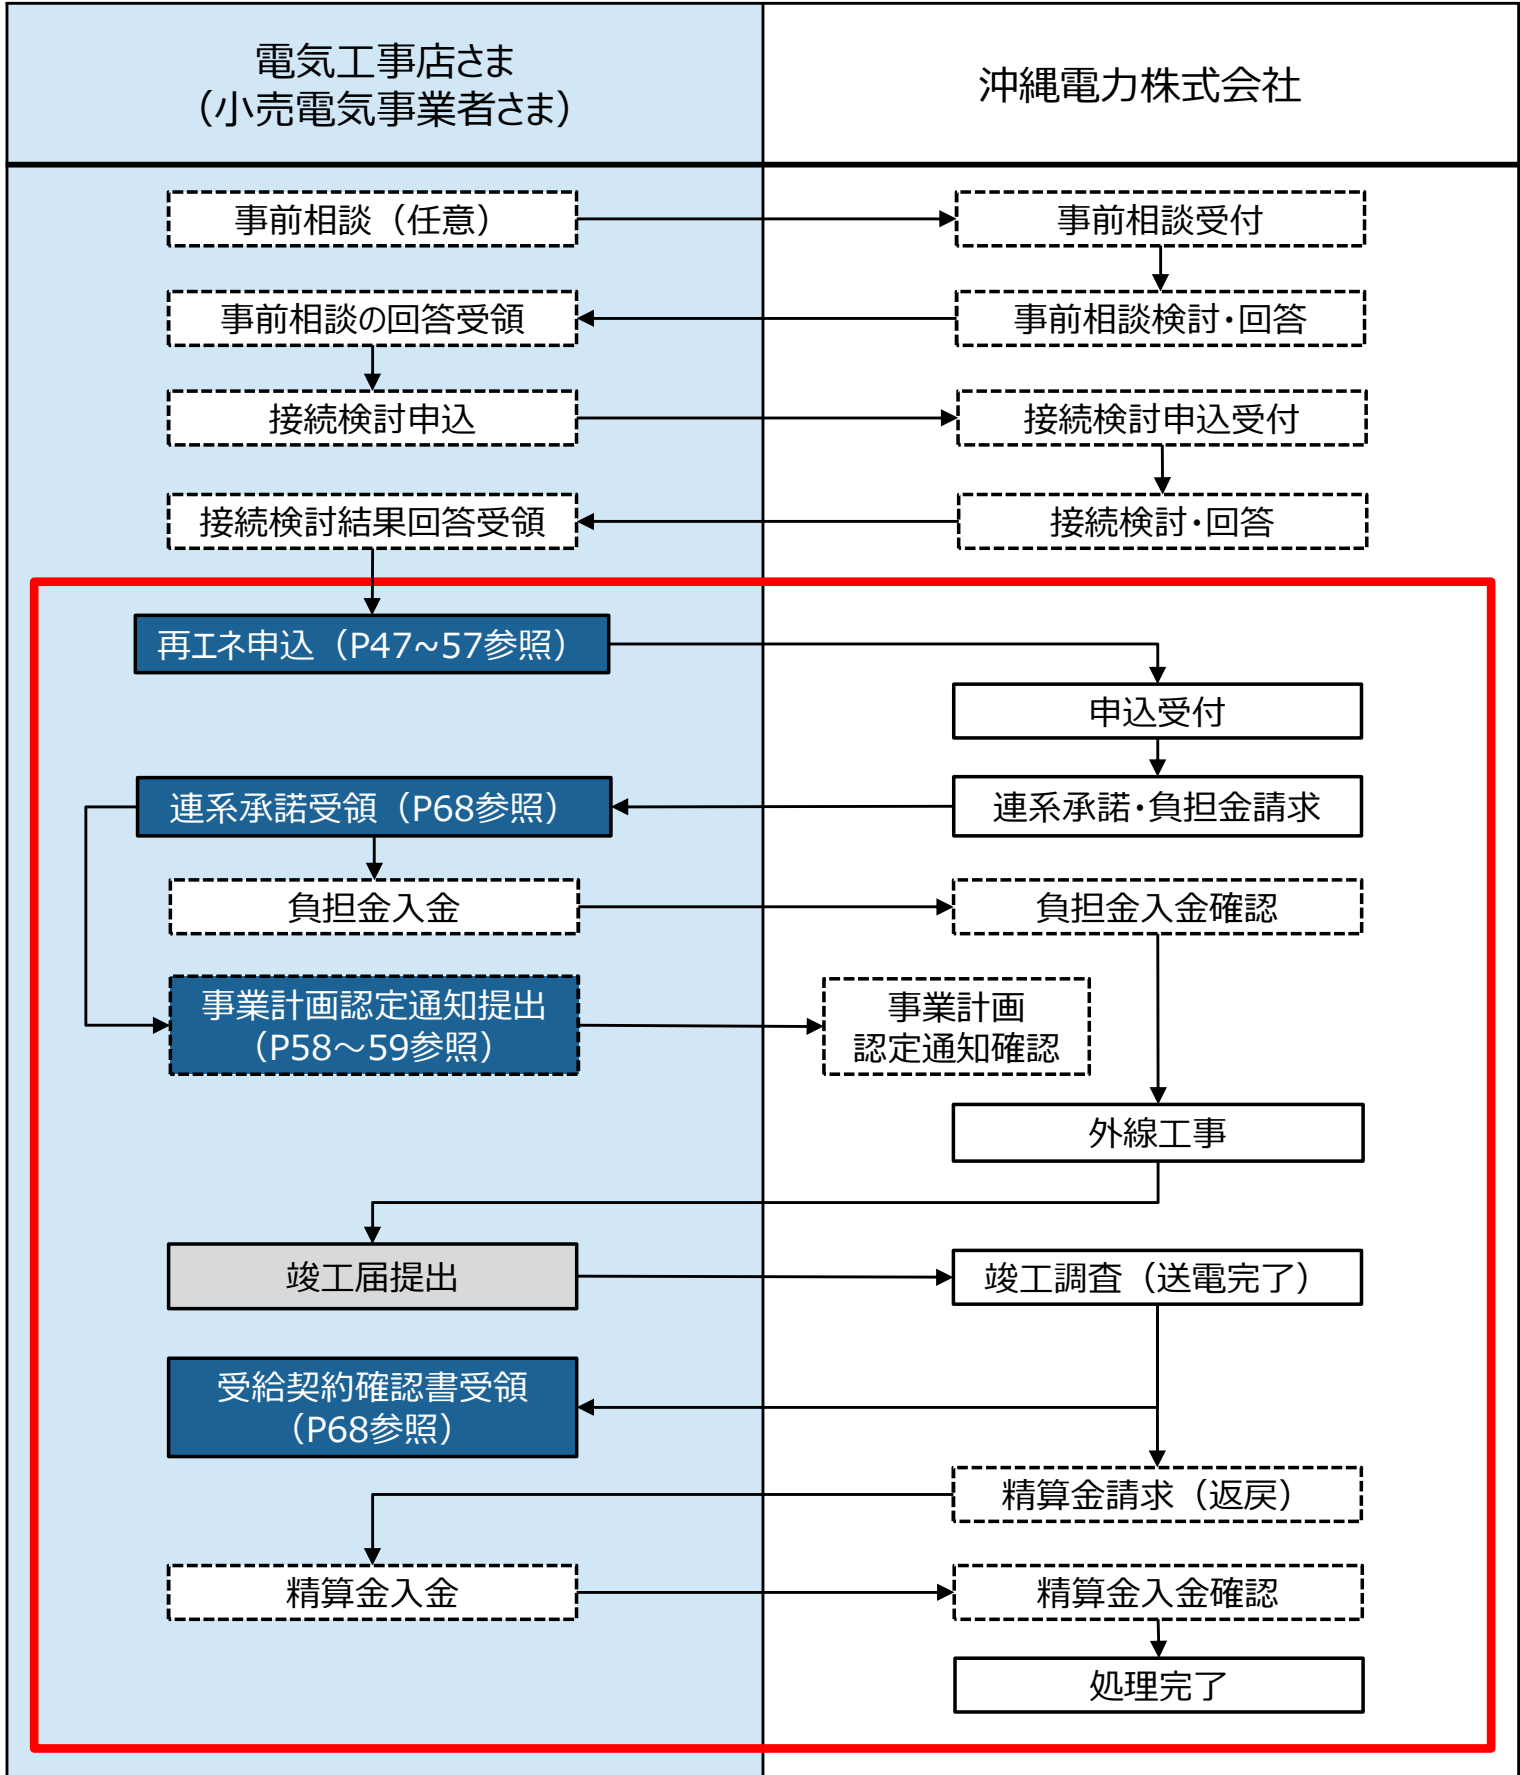 電気工事店さま
（小売電気事業者さま）
沖縄電力株式会社
事前相談（任意）
事前相談受付
事前相談の回答受領
事前相談検討・回答
接続検討申込
接続検討申込受付
接続検討結果回答受領
接続検討・回答
再エネ申込（P47~57参照）
申込受付
連系承諾受領（P68参照）
連系承諾・負担金請求
負担金入金
負担金入金確認
事業計画認定通知提出
（P58～59参照）
事業計画
認定通知確認
外線工事
竣工届提出
竣工調査（送電完了）
受給契約確認書受領
（P68参照）
精算金請求（返戻）
精算金入金
精算金入金確認
処理完了